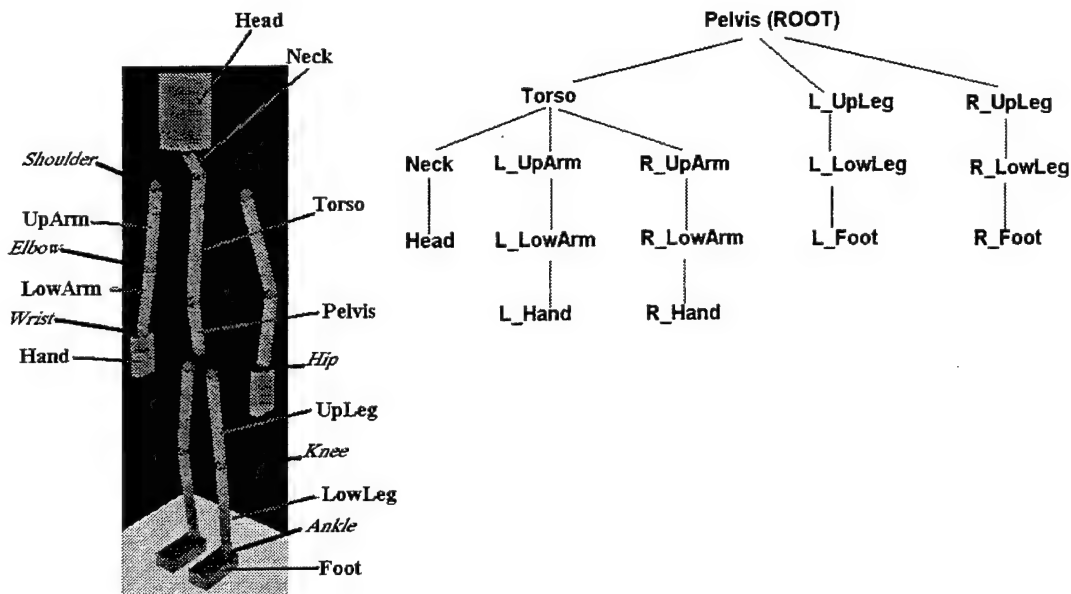 Head
Neck
Shoulder
UpArm
Torso
Elbow
LowArm
Wrist
Pelvis
Hand
Hip
UpLeg
Knee
LowLeg
Ankle
Foot
Pelvis (ROOT)
Torso L_UpLeg R_UpLeg
Neck L_UpArm R_UpArm L_LowLeg R_LowLeg
Head L_LowArm R_LowArm L_Foot R_Foot
L_Hand R_Hand